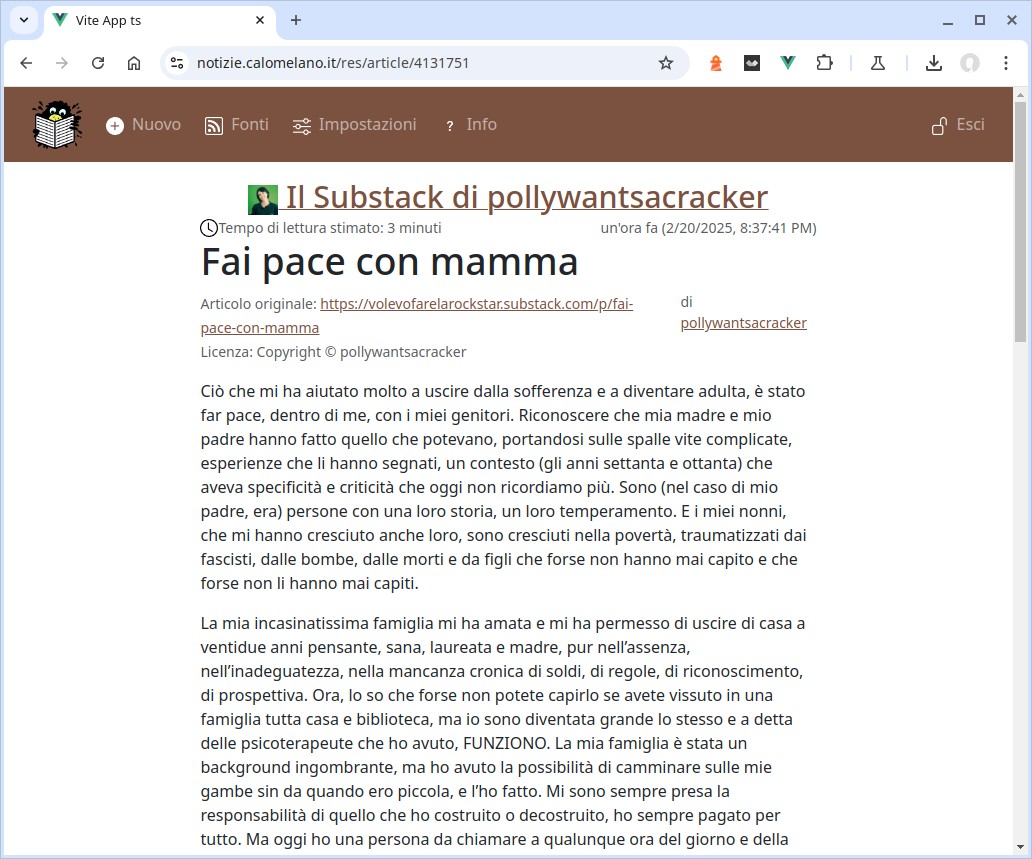 Vite App ts
notizie.calomelano.it/res/article/4131751
Nuovo
Fonti
Impostazioni
? Info
Esci
Il Substack di pollywantsacracker
Tempo di lettura stimato: 3 minuti
un'ora fa (2/20/2025, 8:37:41 PM)
Fai pace con mamma
Articolo originale: https://volevofarelarockstar.substack.com/p/fai-
pace-con-mamma
di
pollywantsacracker
Licenza: Copyright © pollywantsacracker
Ciò che mi ha aiutato molto a uscire dalla sofferenza e a diventare adulta, è stato
far pace, dentro di me, con i miei genitori. Riconoscere che mia madre e mio
padre hanno fatto quello che potevano, portandosi sulle spalle vite complicate,
esperienze che li hanno segnati, un contesto (gli anni settanta e ottanta) che
aveva specificità e criticità che oggi non ricordiamo più. Sono (nel caso di mio
padre, era) persone con una loro storia, un loro temperamento. E i miei nonni,
che mi hanno cresciuto anche loro, sono cresciuti nella povertà, traumatizzati dai
fascisti, dalle bombe, dalle morti e da figli che forse non hanno mai capito e che
forse non li hanno mai capiti.
La mia incasinatissima famiglia mi ha amata e mi ha permesso di uscire di casa a
ventidue anni pensante, sana, laureata e madre, pur nell’assenza,
nell’inadeguatezza, nella mancanza cronica di soldi, di regole, di riconoscimento,
di prospettiva. Ora, lo so che forse non potete capirlo se avete vissuto in una
famiglia tutta casa e biblioteca, ma io sono diventata grande lo stesso e a detta
delle psicoterapeute che ho avuto, FUNZIONO. La mia famiglia è stata un
background ingombrante, ma ho avuto la possibilità di camminare sulle mie
gambe sin da quando ero piccola, e l’ho fatto. Mi sono sempre presa la
responsabilità di quello che ho costruito o decostruito, ho sempre pagato per
tutto. Ma oggi ho una persona da chiamare a qualunque ora del giorno e della